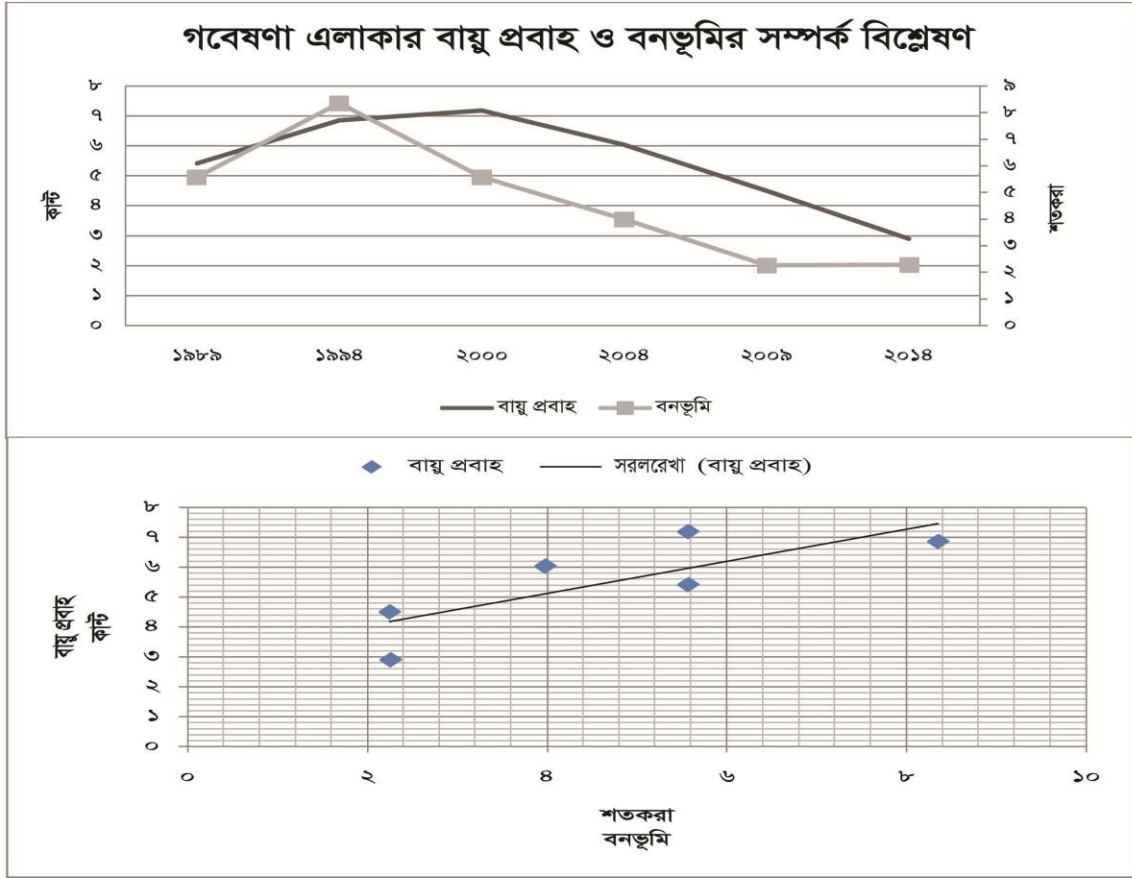 গবেষণা এলাকার বায়ু প্রবাহ ও বনভূমির সম্পর্ক বিশ্লেষণ
৮
৭
৬
৫
৪
৩
২
১
০
কান্ট
৯
৮
৭
৬
৫
৪
৩
২
১
০
শতকরা
১৯৮৯ ১৯৯৪ ২০০০ ২০০৪ ২০০৯ ২০১৪
বায়ু প্রবাহ বনভূমি
বায়ু প্রবাহ সরলরেখা (বায়ু প্রবাহ)
৮
৭
৬
৫
৪
৩
২
১
০
বায়ু প্রবাহ
কান্ট
০ ২ ৪ ৬ ৮ ১০
শতকরা
বনভূমি